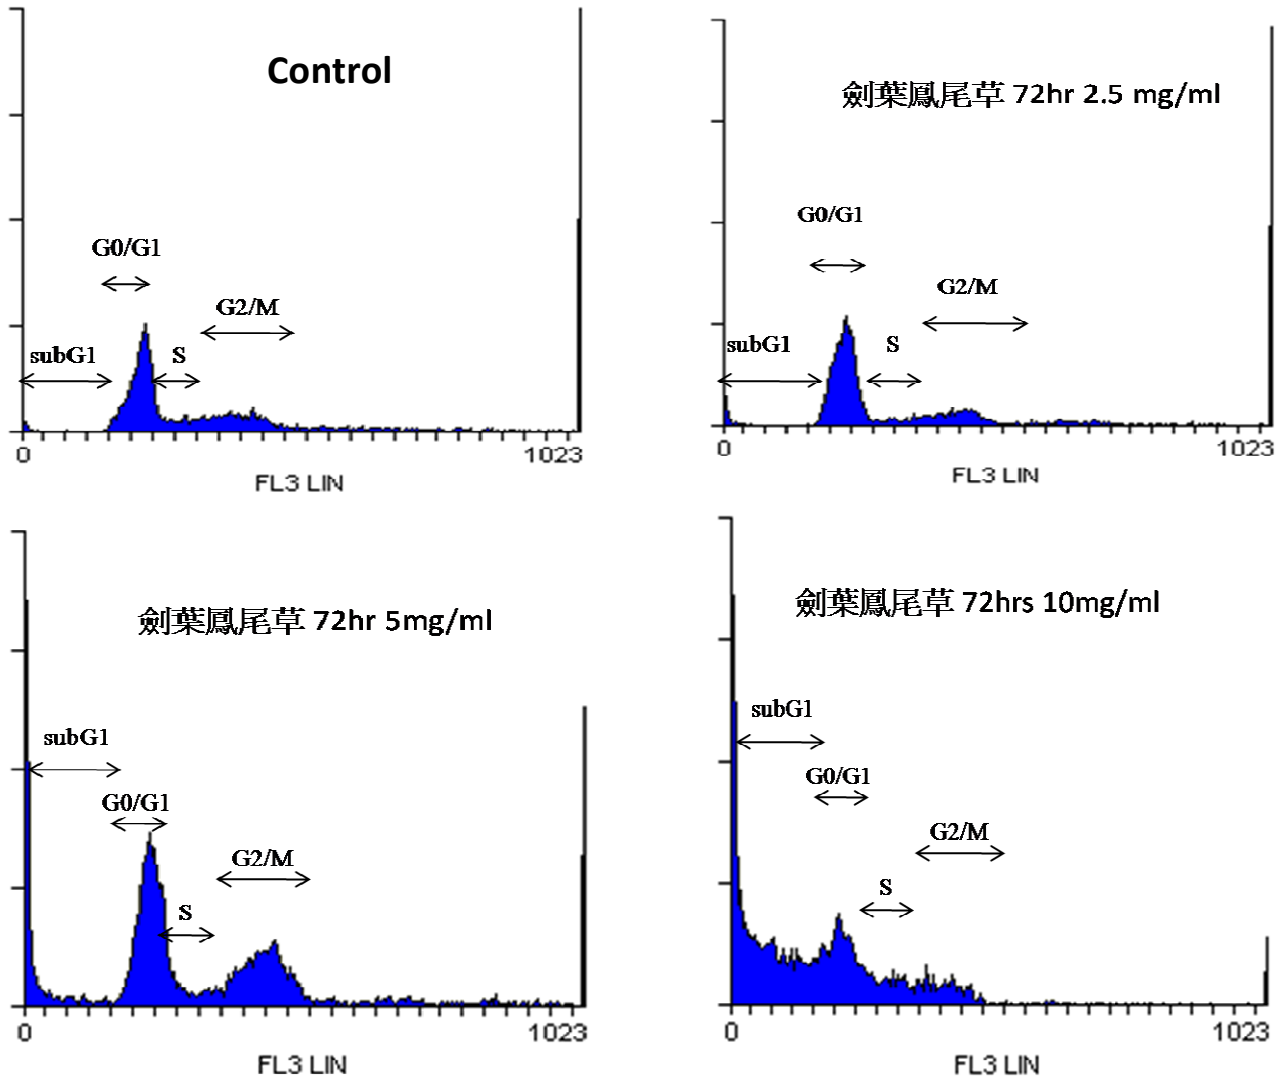 Control
G0/G1
G2/M
subG1
S
0
1023
FL3 LIN
劍葉鳳尾草 72hr 2.5 mg/ml
G0/G1
G2/M
subG1
S
0
1023
FL3 LIN
劍葉鳳尾草 72hr 5mg/ml
subG1
G0/G1
G2/M
S
0
1023
FL3 LIN
劍葉鳳尾草 72hrs 10mg/ml
subG1
G0/G1
G2/M
S
0
1023
FL3 LIN